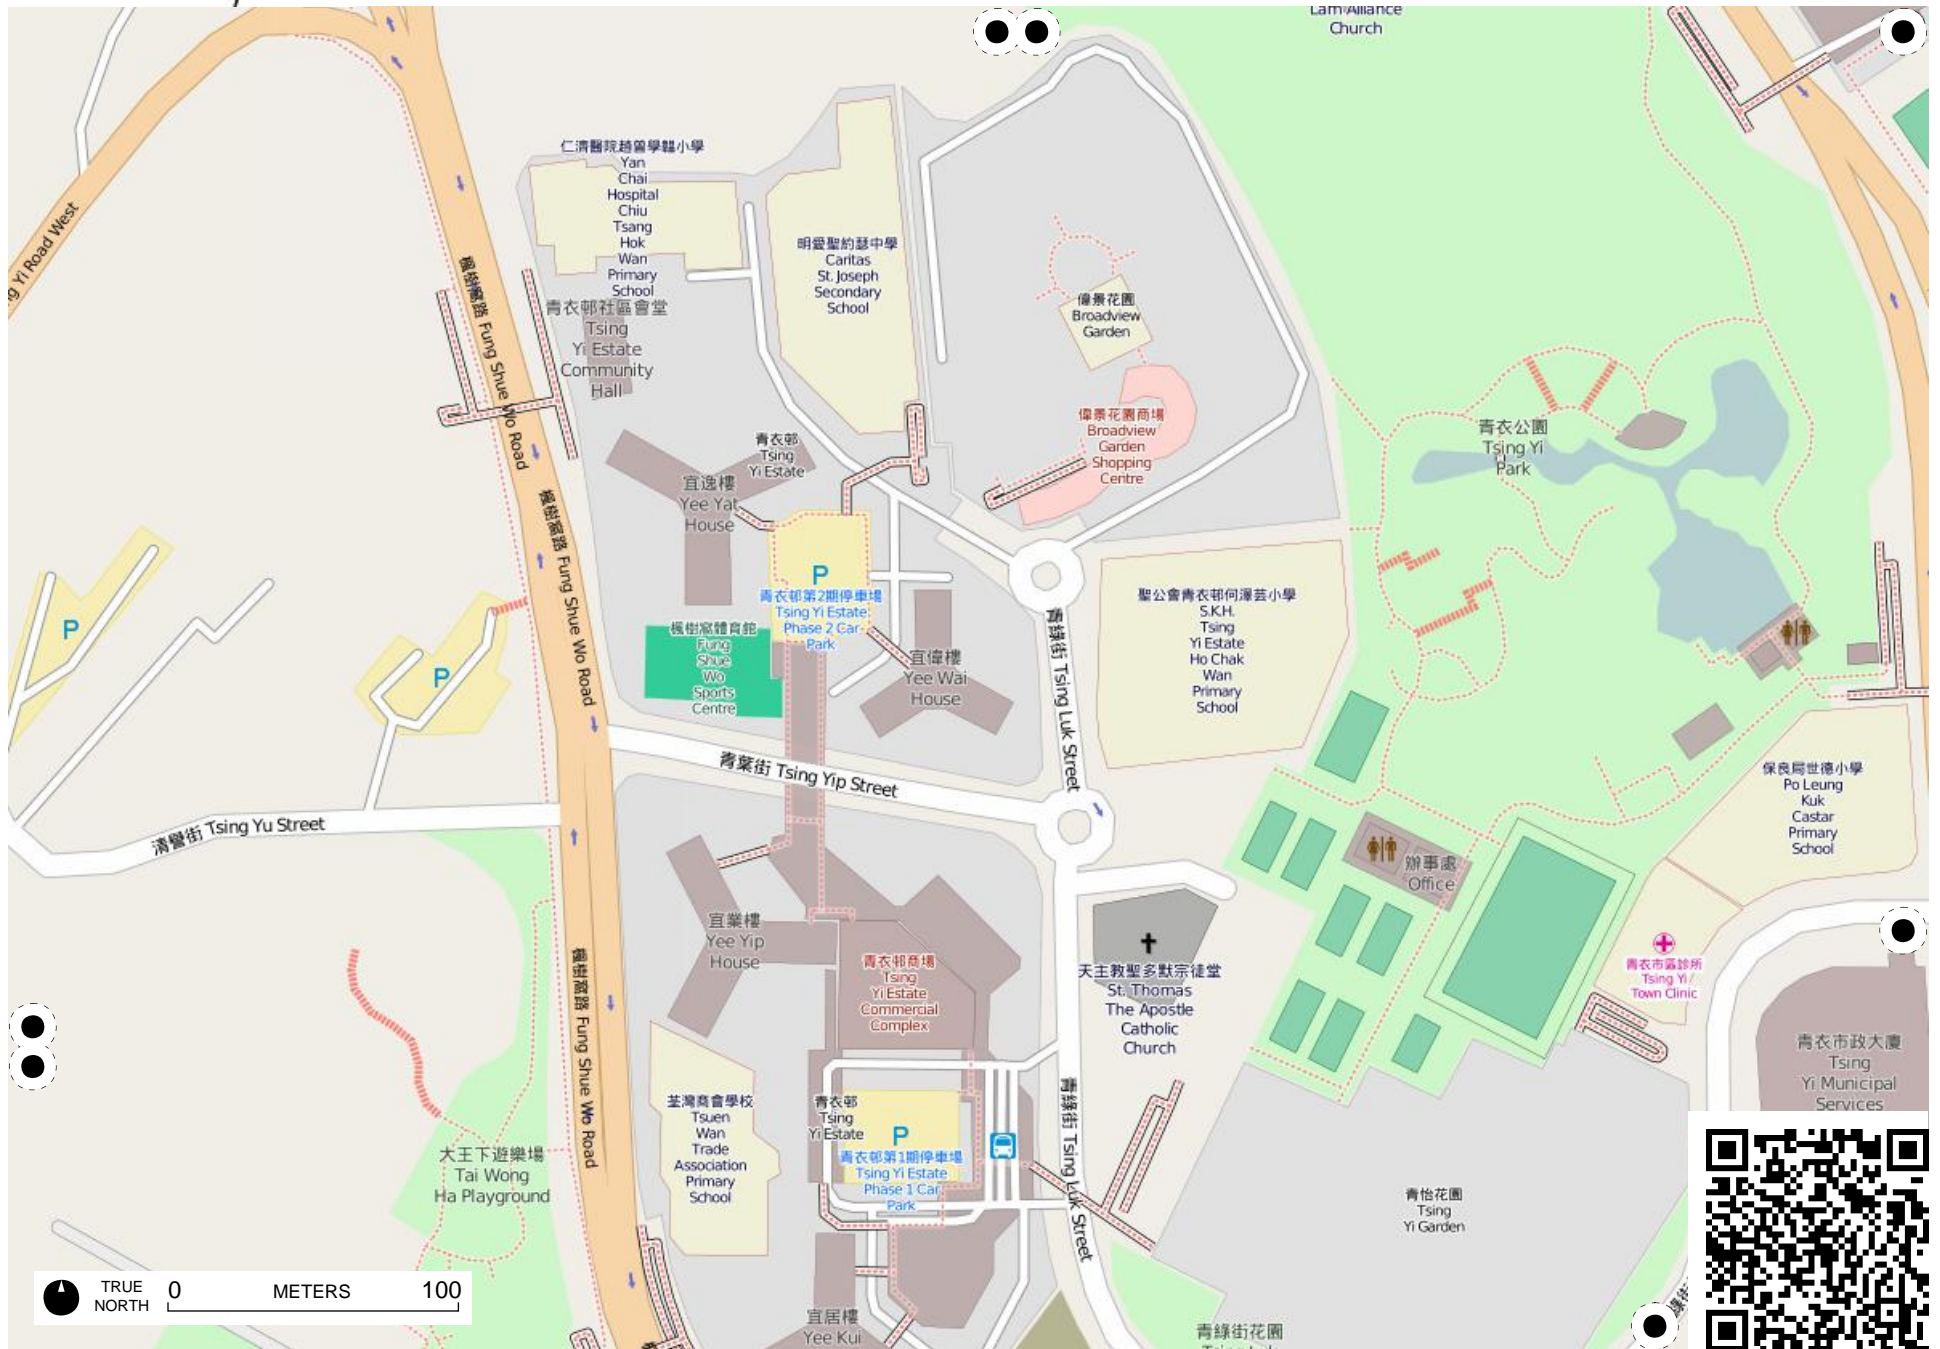 Lam Alliance
Church
仁濟醫院趙曾學韞小學
Yan
Chai
Hospital
Chiu
Tsang
Hok
Wan
Primary
School
明愛聖約瑟中學
Caritas
St. Joseph
Secondary
School
Yi Road West
楓樹窩路 Fung Shue Wo Road
青衣邨社區會堂
Tsing
Yi Estate
Community
Hall
偉景花園
Broadview
Garden
偉景花園商場
Broadview
Garden
Shopping
Centre
青衣公園
Tsing Yi
Park
青衣邨
Tsing
Yi Estate
宜逸樓
Yee Yat
House
楓樹窩路 Fung Shue Wo Road
P
青衣邨第2期停車場
Tsing Yi Estate
Phase 2 Car
Park
楓樹窩體育館
Fung
Shue
Wo
Sports
Centre
宜偉樓
Yee Wai
House
青綠街 Tsing Luk Street
聖公會青衣邨何澤芸小學
S.K.H.
Tsing
Yi Estate
Ho Chak
Wan
Primary
School
P
P
青葉街 Tsing Yip Street
清譽街 Tsing Yu Street
保良局世德小學
Po Leung
Kuk
Castar
Primary
School
辦事處
Office
宜業樓
Yee Yip
House
青衣邨商場
Tsing
Yi Estate
Commercial
Complex
天主教聖多默宗徒堂
St. Thomas
The Apostle
Catholic
Church
青衣市區診所
Tsing Yi
Town Clinic
楓樹窩路 Fung Shue Wo Road
青衣市政大廈
Tsing
Yi Municipal
Services
荃灣商會學校
Tsuen
Wan
Trade
Association
Primary
School
青衣邨
Tsing
Yi Estate
P
青衣邨第1期停車場
Tsing Yi Estate
Phase 1 Car
Park
青綠街 Tsing Luk Street
大王下遊樂場
Tai Wong
Ha Playground
青怡花園
Tsing
Yi Garden
TRUE
NORTH
0 METERS 100
宜居樓
Yee Kui
青綠街花園